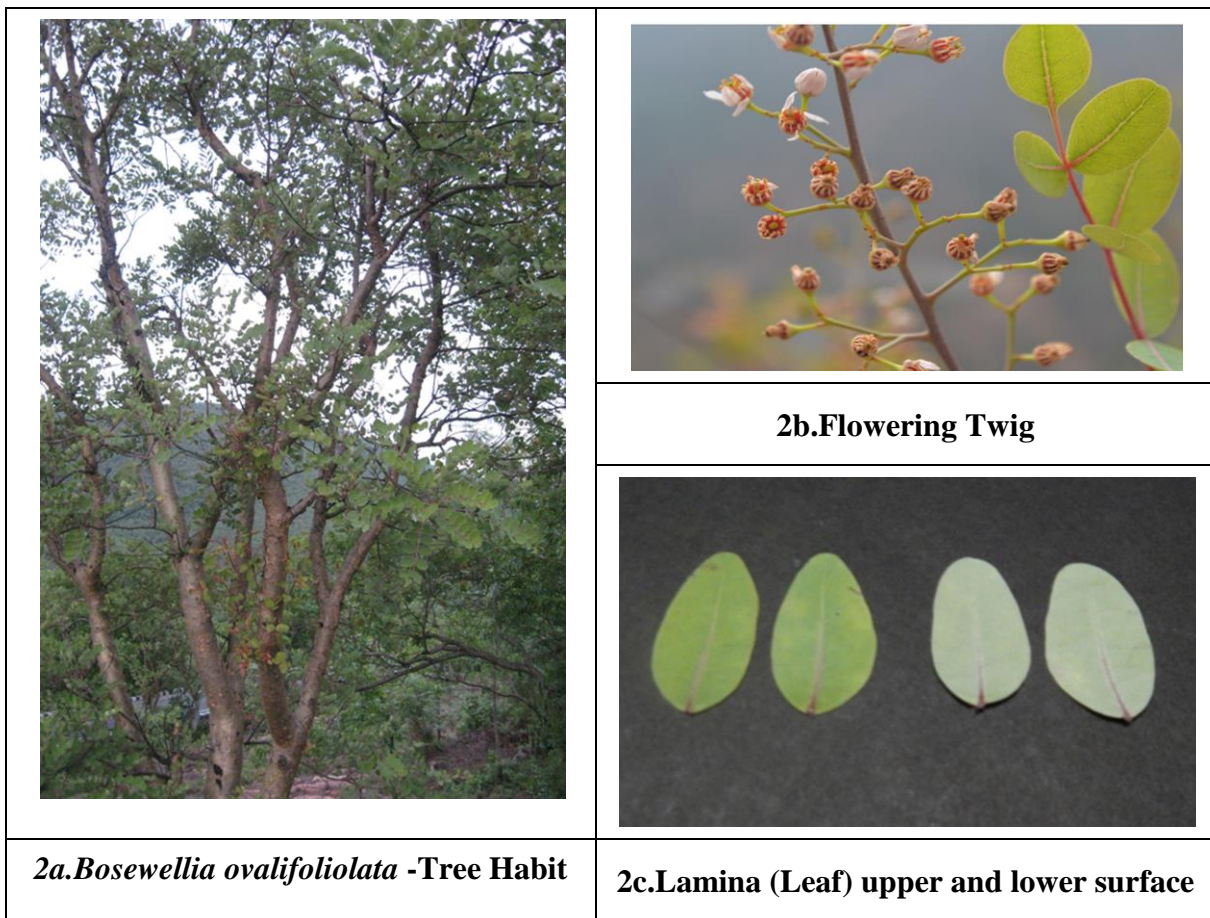 2b.Flowering Twig
2a.Bosewellia ovalifoliolata -Tree Habit
2c.Lamina (Leaf) upper and lower surface